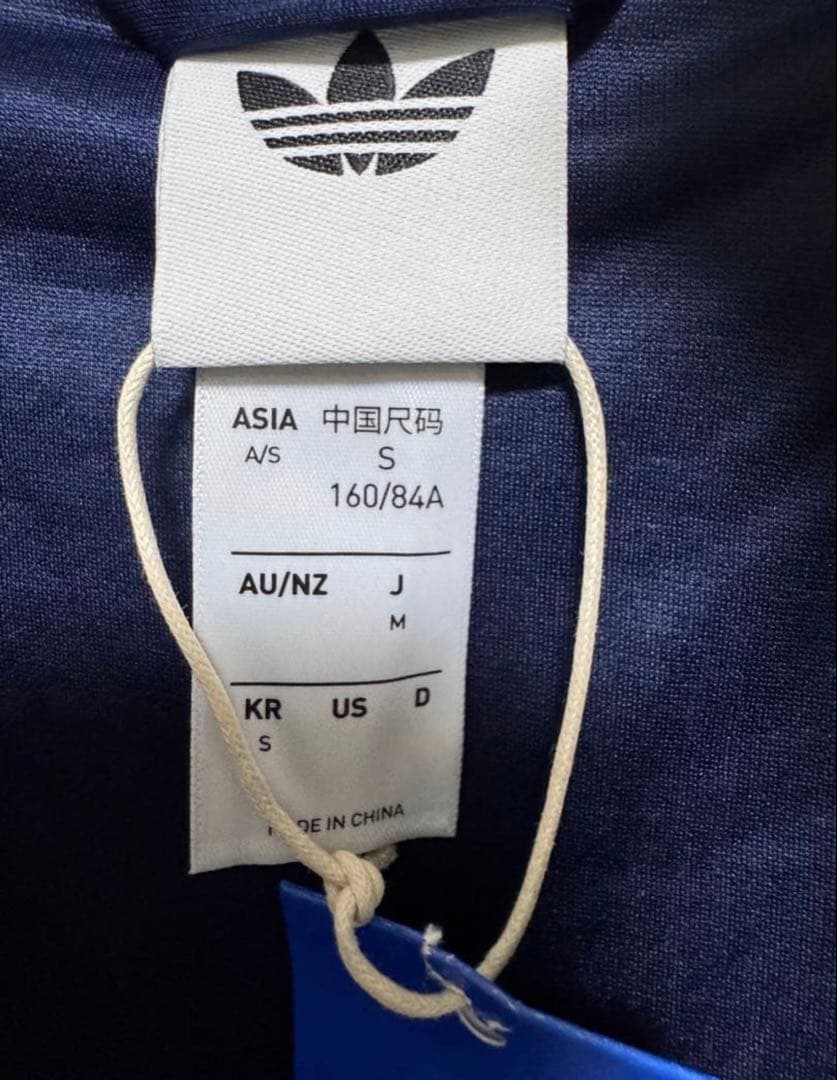 ASIA 中国尺码
A/S S
160/84A
AU/NZ J
M
KR US D
S
DE IN CHINA